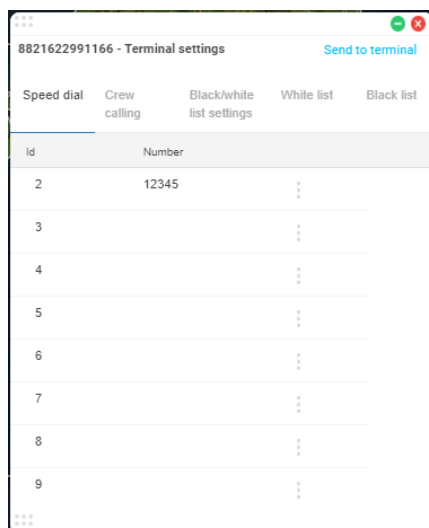 8821622991166 - Terminal settings Send to terminal
Speed dial Crew calling Black/white list settings White list Black list
Id Number
2 12345
3
4
5
6
7
8
9